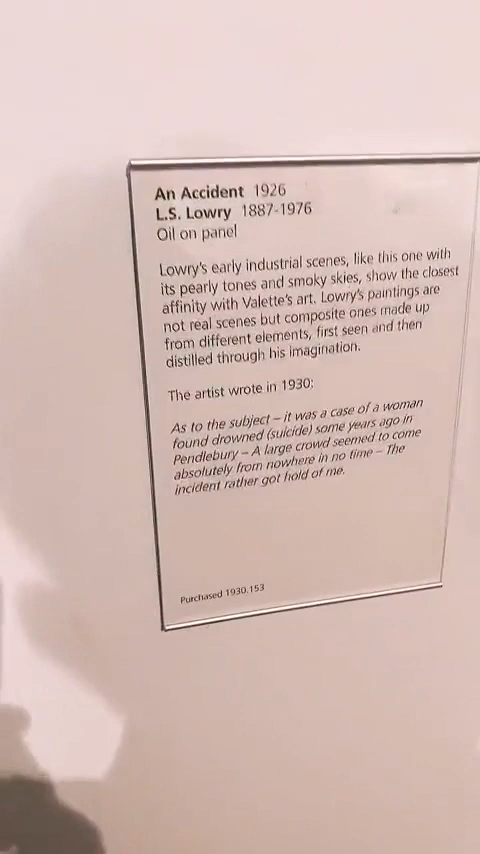 An Accident 1926
L.S. Lowry 1887-1976
Oil on panel
Lowry's early industrial scenes, like this one with
its pearly tones and smoky skies, show the closest
affinity with Valette's art. Lowry's paintings are
not real scenes but composite ones made up
from different elements, first seen and then
distilled through his imagination.
The artist wrote in 1930:
As to the subject – it was a case of a woman
found drowned (suicide) some years ago in
Pendlebury – A large crowd seemed to come
absolutely from nowhere in no time – The
incident rather got hold of me.
Purchased 1930.153